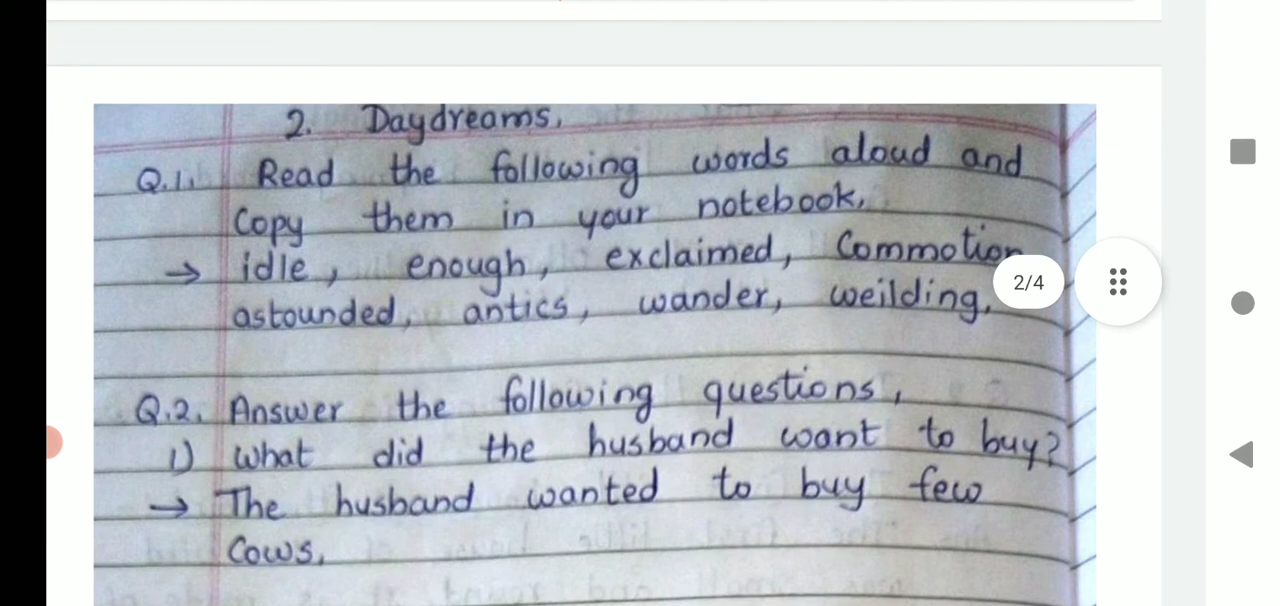 2. Daydreams.
Q.1. Read the following words aloud and
Copy them in your notebook.
→ idle, enough, exclaimed, Commotion
astounded, antics, wander, weilding,
2/4
Q.2. Answer the following questions,
1) What did the husband want to buy?
→ The husband wanted to buy few
Cows.